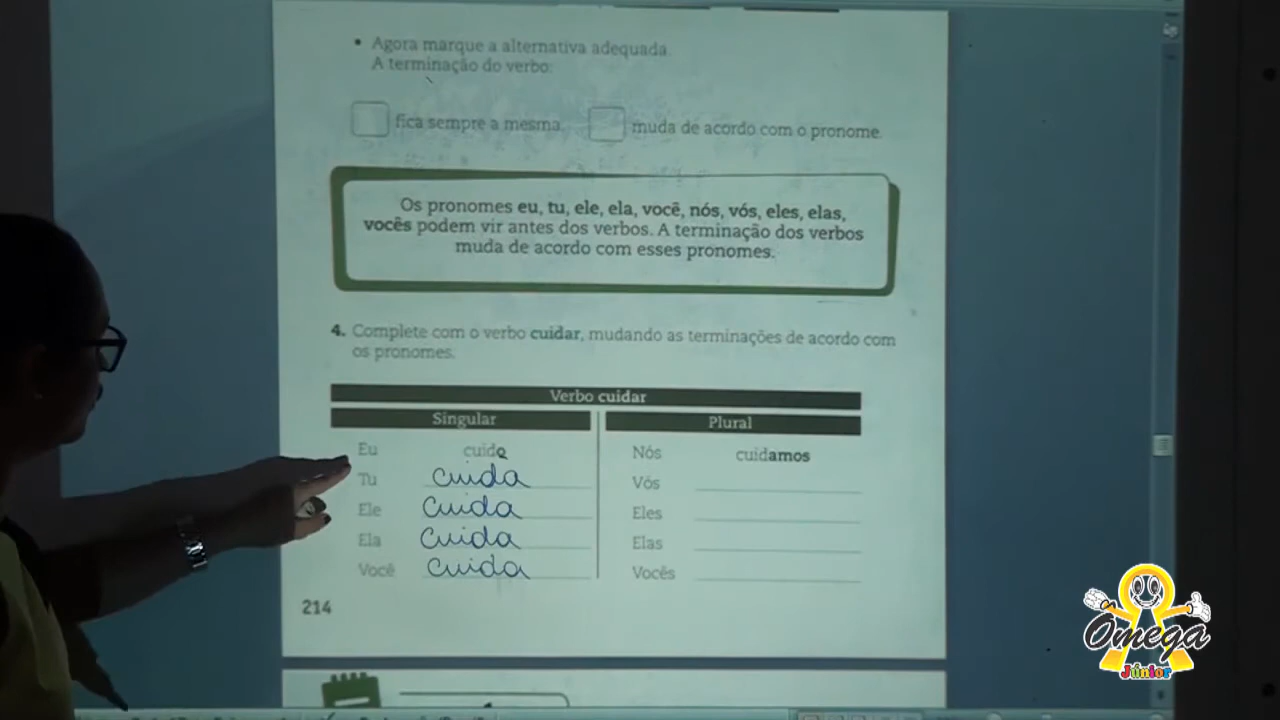 • Agora marque a alternativa adequada.
A terminação do verbo:
fica sempre a mesma. muda de acordo com o pronome.
Os pronomes eu, tu, ele, ela, você, nós, vós, eles, elas,
vocês podem vir antes dos verbos. A terminação dos verbos
muda de acordo com esses pronomes.
4. Complete com o verbo cuidar, mudando as terminações de acordo com
os pronomes.
Verbo cuidar
Singular Plural
Eu cuido Nós cuidamos
Tu cuida Vós
Ele cuida Eles
Ela cuida Elas
Você cuida Vocês
214
Omega
Júnior